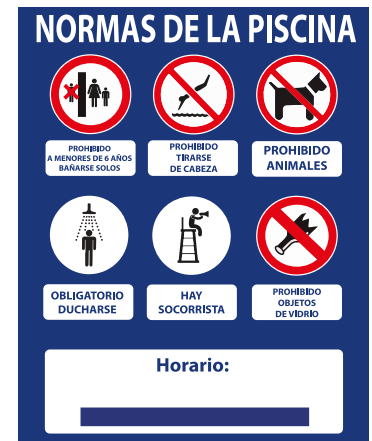 NORMAS DE LA PISCINA
PROHIBIDO
A MENORES DE 6 AÑOS
BAÑARSE SOLOS
PROHIBIDO
TIRARSE
DE CABEZA
PROHIBIDO
ANIMALES
OBLIGATORIO
DUCHARSE
HAY
SOCORRISTA
PROHIBIDO
OBJETOS
DE VÍDRIO
Horario: